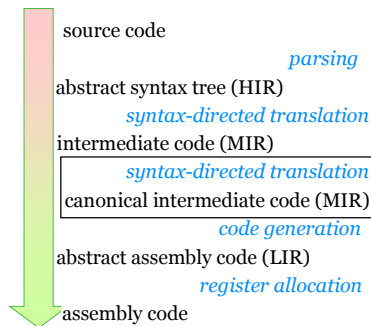 source code
parsing
abstract syntax tree (HIR)
syntax-directed translation
intermediate code (MIR)
syntax-directed translation
canonical intermediate code (MIR)
code generation
abstract assembly code (LIR)
register allocation
assembly code